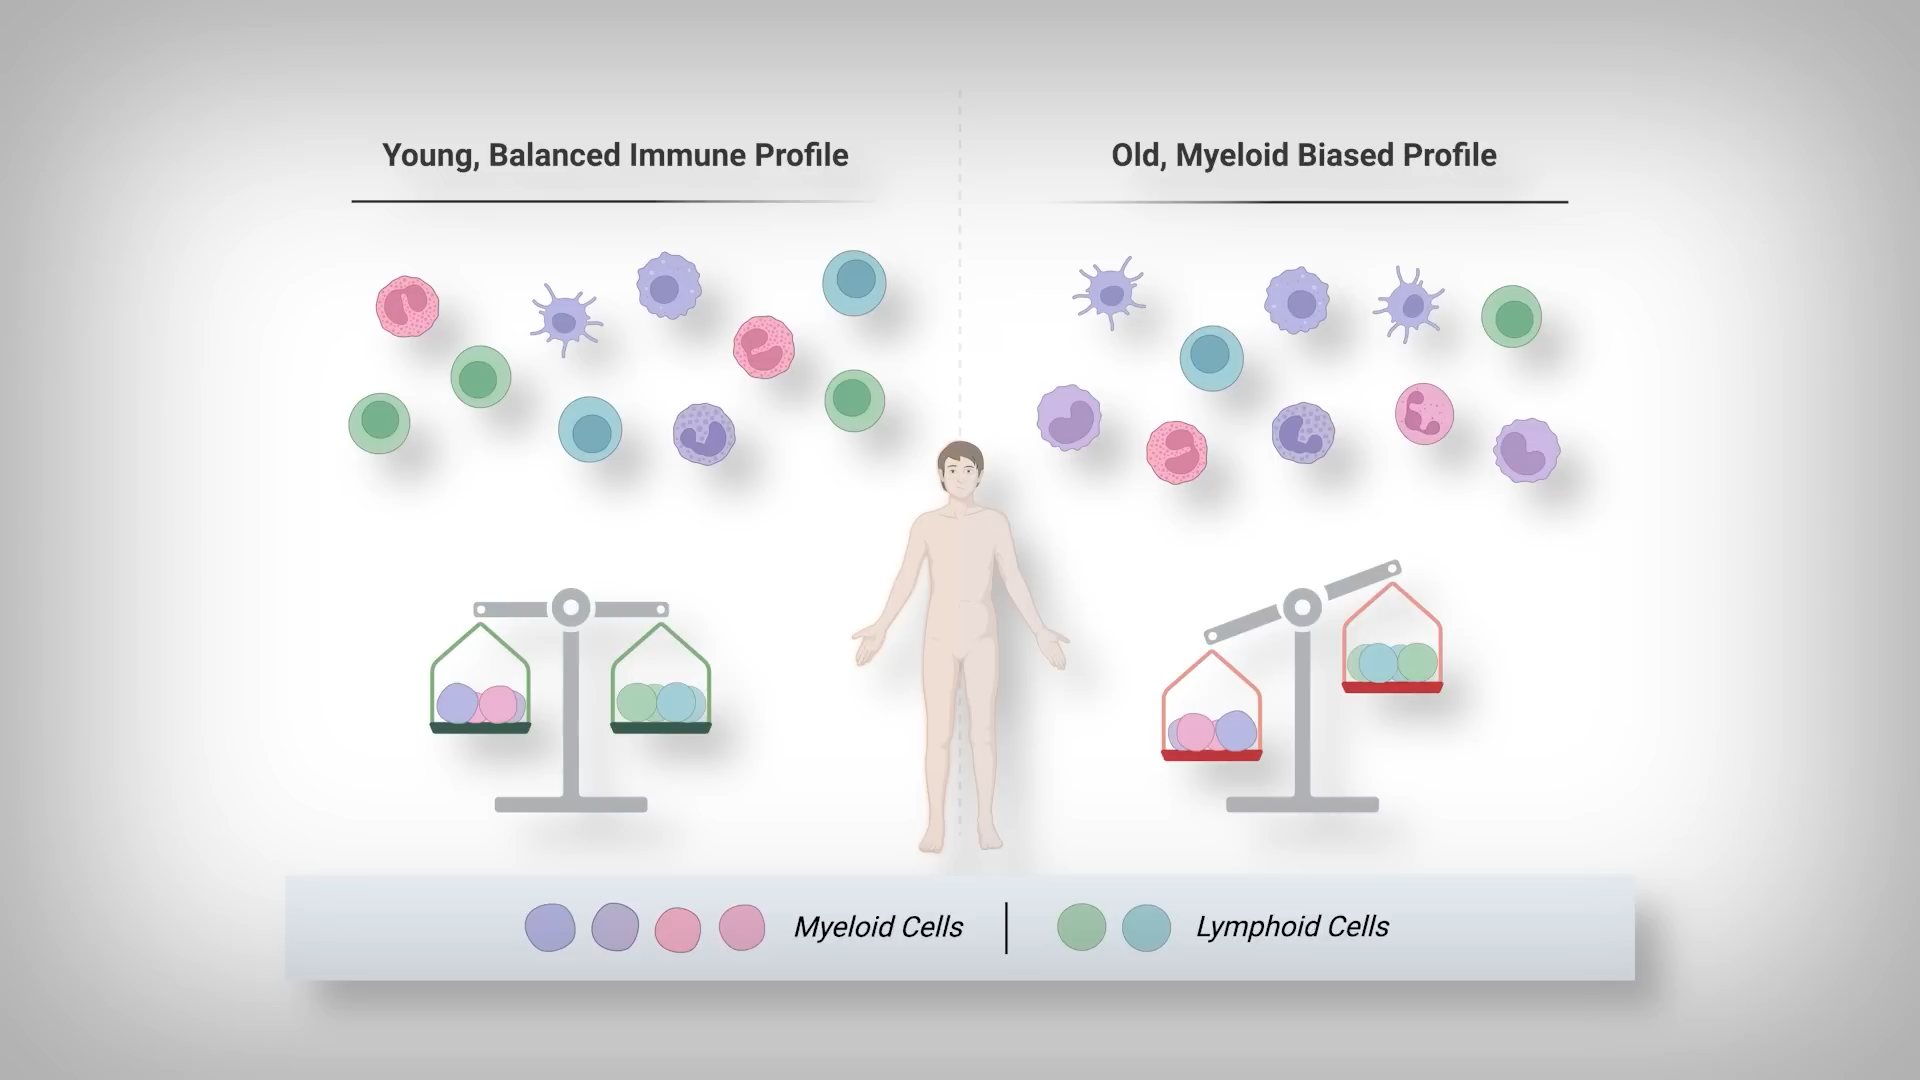 Young, Balanced Immune Profile
Old, Myeloid Biased Profile
Myeloid Cells
Lymphoid Cells